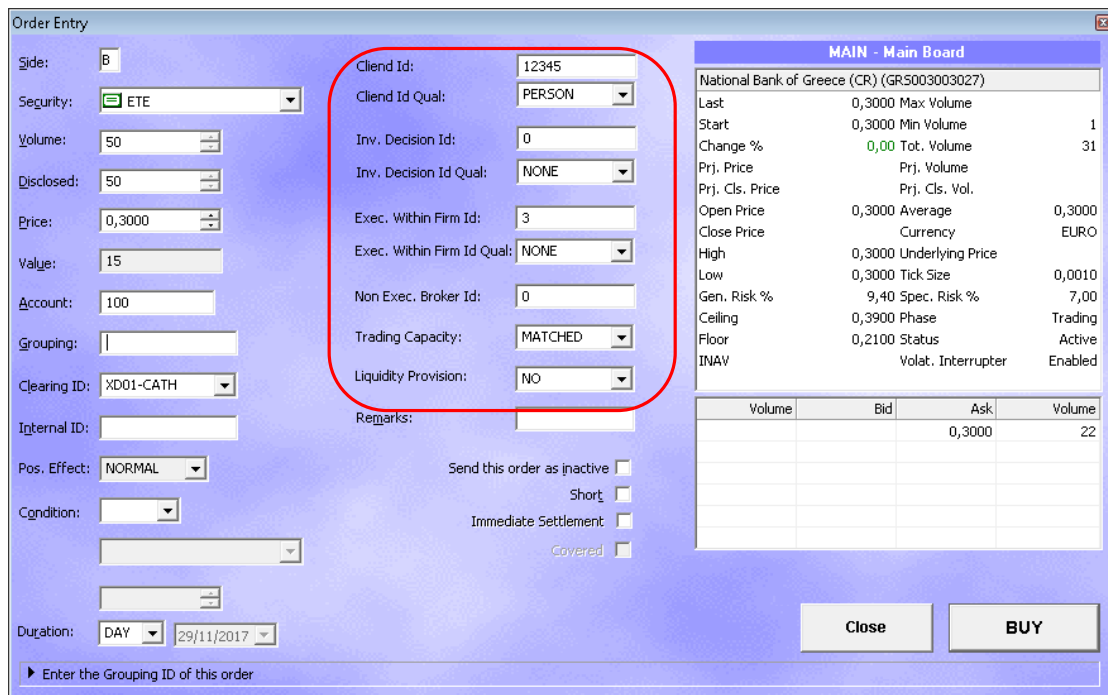 Order Entry
Side: B
Security: ETE
Volume: 50
Disclosed: 50
Price: 0,3000
Value: 15
Account: 100
Grouping:
Clearing ID: XD01-CATH
Internal ID:
Pos. Effect: NORMAL
Condition:
Duration: DAY 29/11/2017
Cliend Id: 12345
Cliend Id Qual: PERSON
Inv. Decision Id: 0
Inv. Decision Id Qual: NONE
Exec. Within Firm Id: 3
Exec. Within Firm Id Qual: NONE
Non Exec. Broker Id: 0
Trading Capacity: MATCHED
Liquidity Provision: NO
Remarks:
Send this order as inactive
Short
Immediate Settlement
Covered
MAIN - Main Board
National Bank of Greece (CR) (GRS003003027)
Last 0,3000 Max Volume
Start 0,3000 Min Volume 1
Change % 0,00 Tot. Volume 31
Prj. Price Prj. Volume
Prj. Cls. Price Prj. Cls. Vol.
Open Price 0,3000 Average 0,3000
Close Price Currency EURO
High 0,3000 Underlying Price
Low 0,3000 Tick Size 0,0010
Gen. Risk % 9,40 Spec. Risk % 7,00
Ceiling 0,3900 Phase Trading
Floor 0,2100 Status Active
INAV Volat. Interrupter Enabled
Volume Bid Ask Volume
0,3000 22
Close BUY
Enter the Grouping ID of this order